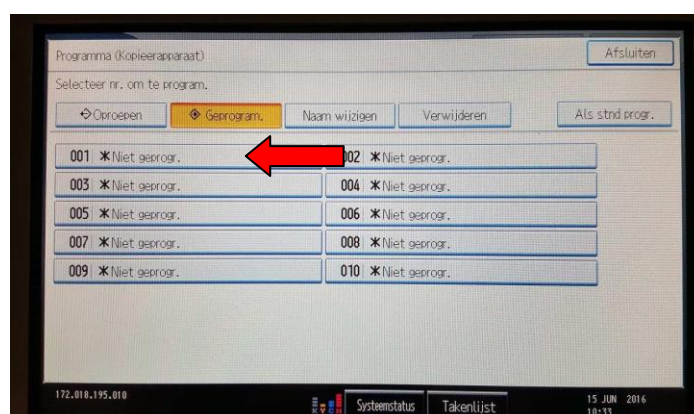 Programma (Kopieerapparaat)
Afsluiten
Selecteer nr. om te program.
Oproepen
Geprogram.
Naam wijzigen
Verwijderen
Als stnd progr.
001 *Niet geprogr.
002 *Niet geprogr.
003 *Niet geprogr.
004 *Niet geprogr.
005 *Niet geprogr.
006 *Niet geprogr.
007 *Niet geprogr.
008 *Niet geprogr.
009 *Niet geprogr.
010 *Niet geprogr.
172.018.195.010
Systeemstatus
Takenlijst
15 JUN 2016
10:33